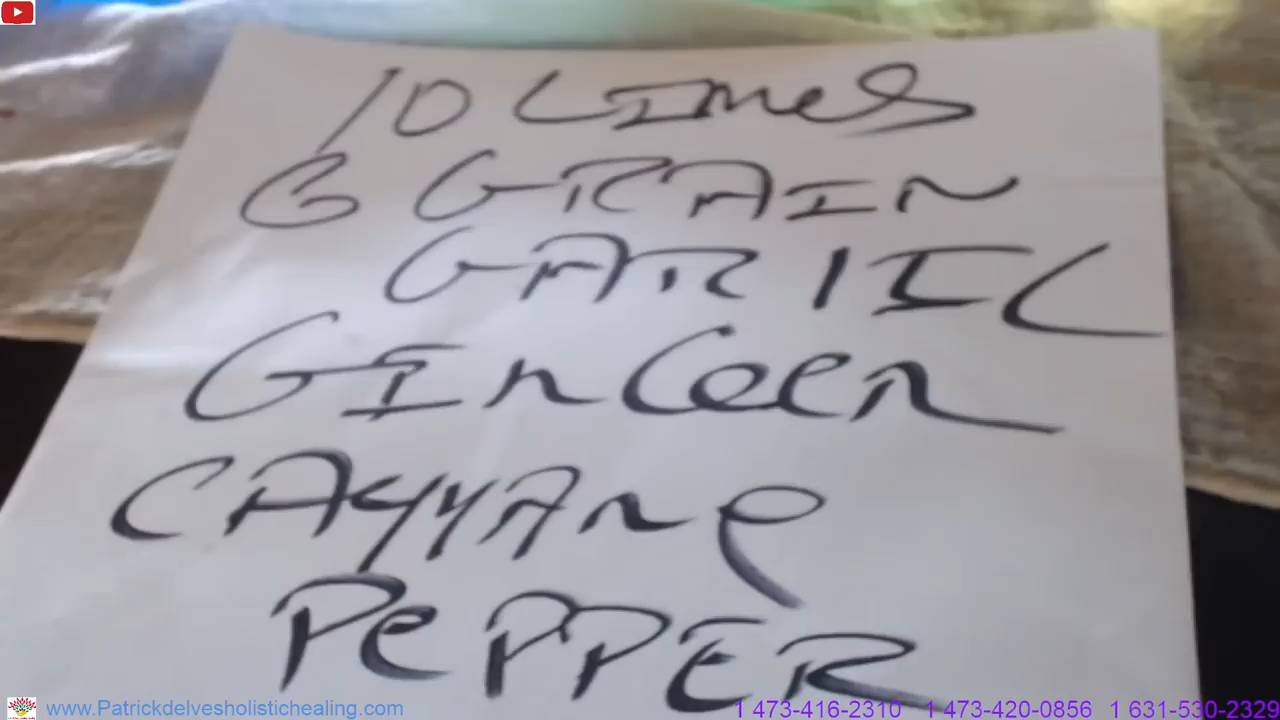 10 LImes
6 GRAIN
GARlIC
GInGeer
CAyyANe
PePPER
www.Patrickdelvesholistichealing.com
1 473-416-2310 1 473-420-0856 1 631-530-2329